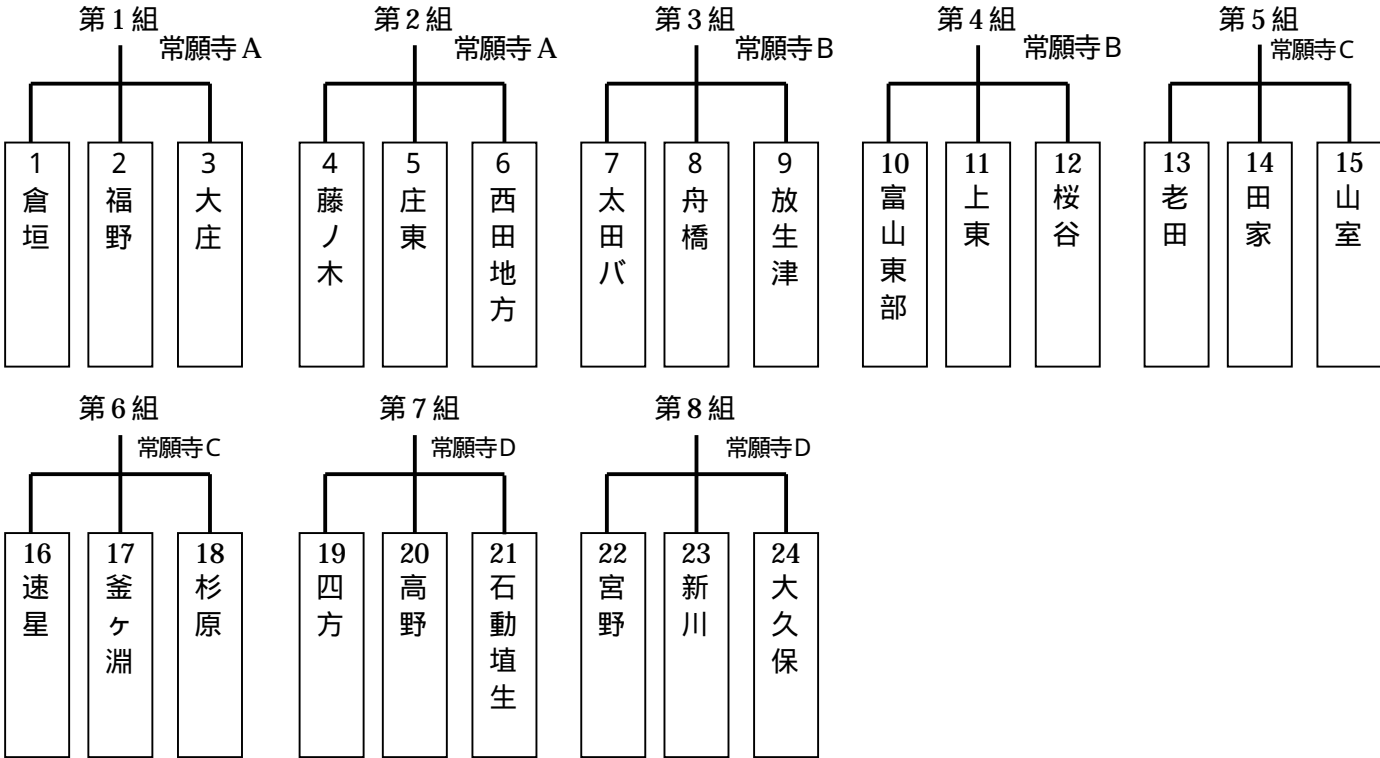 第1組
常願寺A
第2組
常願寺A
第3組
常願寺B
第4組
常願寺B
第5組
常願寺C
1
倉垣
2
福野
3
大庄
4
藤ノ木
5
庄東
6
西田地方
7
太田バ
8
舟橋
9
放生津
10
富山東部
11
上東
12
桜谷
13
老田
14
田家
15
山室
第6組
常願寺C
第7組
常願寺D
第8組
常願寺D
16
速星
17
釜ヶ淵
18
杉原
19
四方
20
高野
21
石動埴生
22
宮野
23
新川
24
大久保